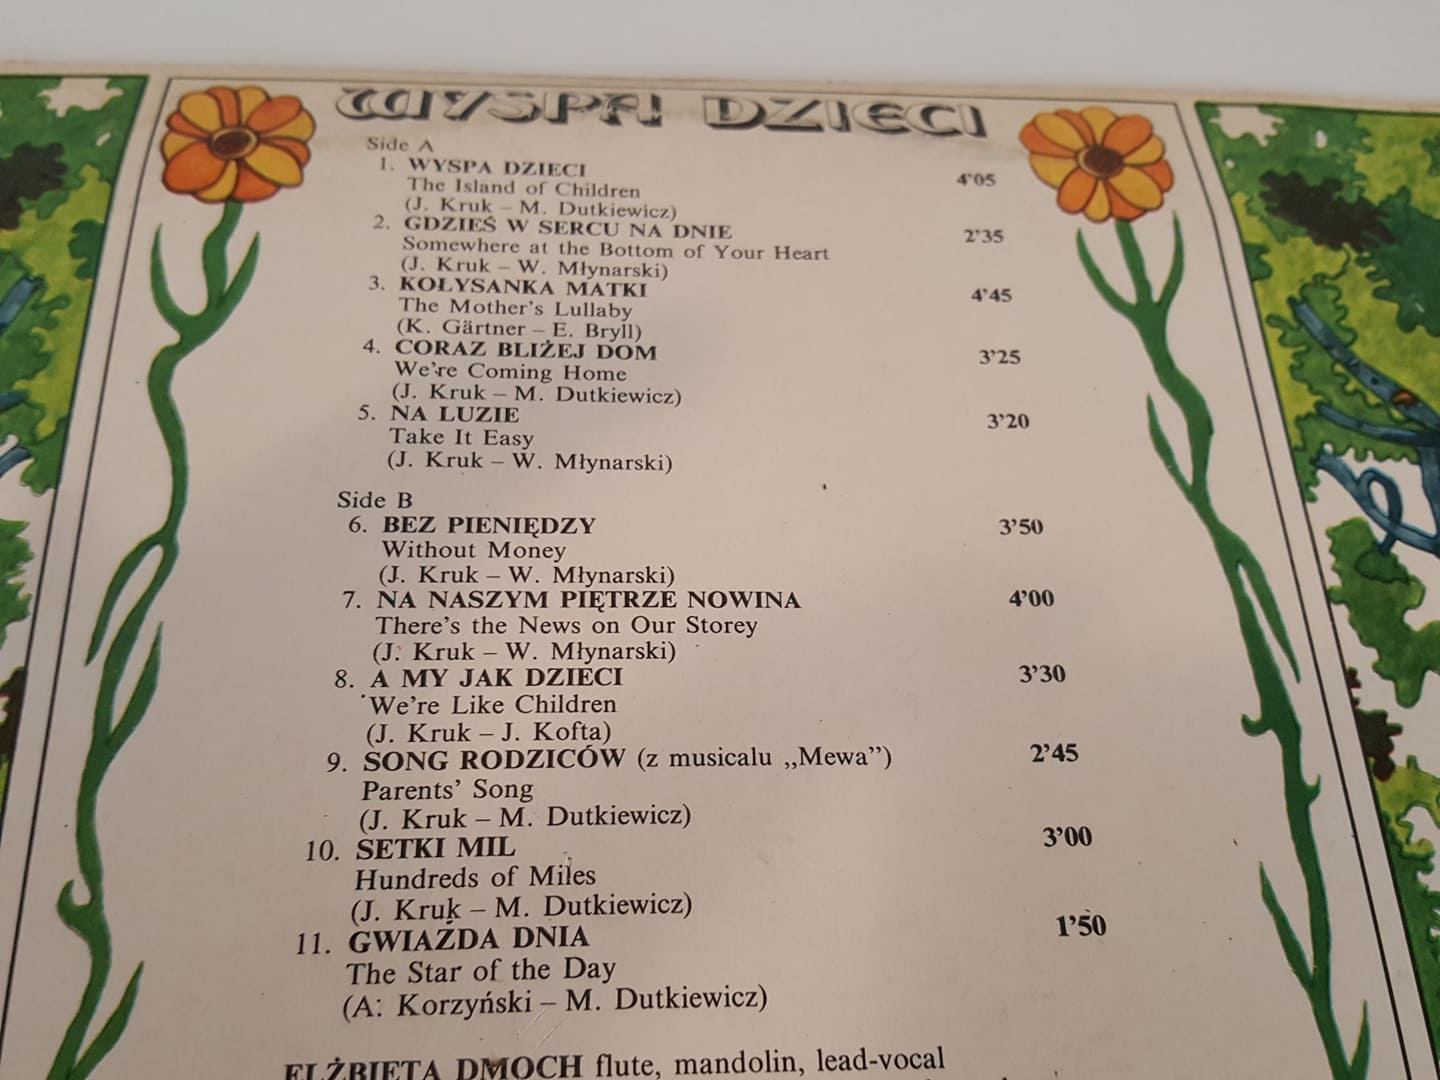 WYSPA DZIECI
Side A
1. WYSPA DZIECI 4'05
The Island of Children
(J. Kruk – M. Dutkiewicz)
2. GDZIEŚ W SERCU NA DNIE 2'35
Somewhere at the Bottom of Your Heart
(J. Kruk – W. Młynarski)
3. KOŁYSANKA MATKI 4'45
The Mother's Lullaby
(K. Gärtner – E. Bryll)
4. CORAZ BLIŻEJ DOM 3'25
We're Coming Home
(J. Kruk – M. Dutkiewicz)
5. NA LUZIE 3'20
Take It Easy
(J. Kruk – W. Młynarski)
Side B
6. BEZ PIENIĘDZY 3'50
Without Money
(J. Kruk – W. Młynarski)
7. NA NASZYM PIĘTRZE NOWINA 4'00
There's the News on Our Storey
(J. Kruk – W. Młynarski)
8. A MY JAK DZIECI 3'30
We're Like Children
(J. Kruk – J. Kofta)
9. SONG RODZICÓW (z musicalu „Mewa”) 2'45
Parents' Song
(J. Kruk – M. Dutkiewicz)
10. SETKI MIL 3'00
Hundreds of Miles
(J. Kruk – M. Dutkiewicz)
11. GWIAZDA DNIA 1'50
The Star of the Day
(A. Korzyński – M. Dutkiewicz)
ELŻBIETA DMOCH flute, mandolin, lead-vocal